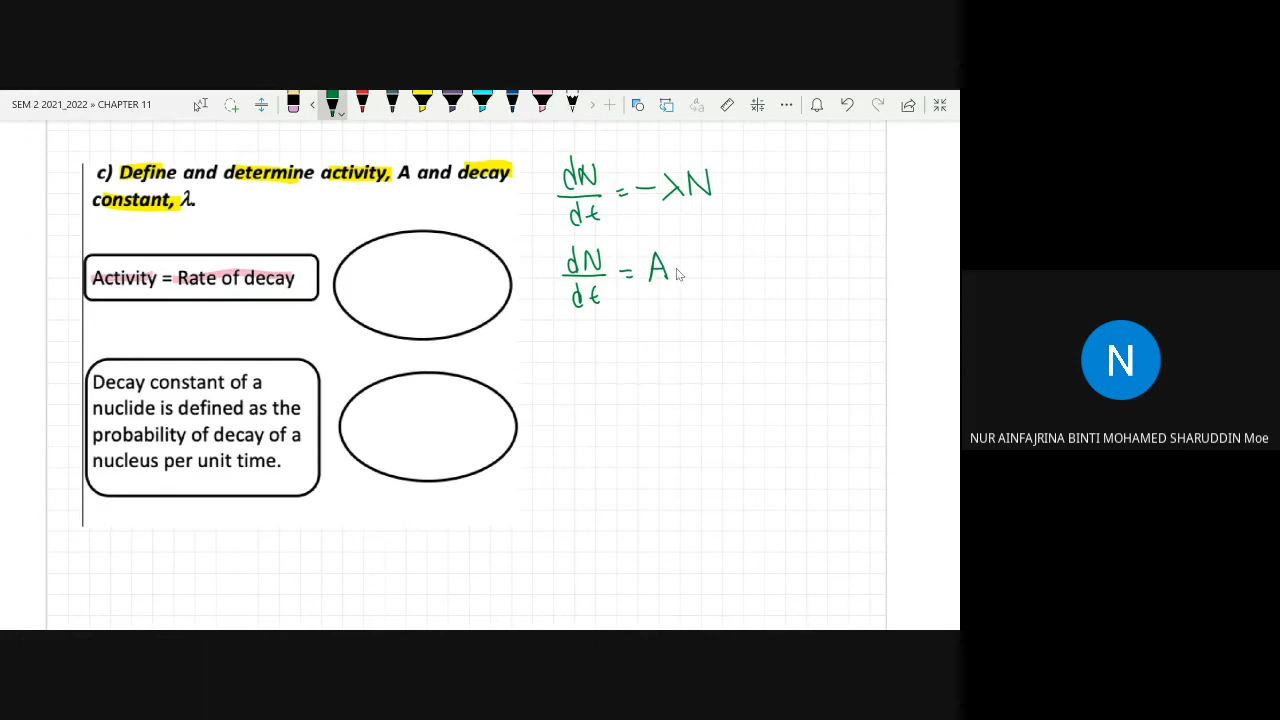 SEM 2 2021_2022 » CHAPTER 11
c) Define and determine activity, A and decay
constant, λ.
Activity = Rate of decay
Decay constant of a
nuclide is defined as the
probability of decay of a
nucleus per unit time.
dN/dt = -λN
dN/dt = A
N
NUR AINFAJRINA BINTI MOHAMED SHARUDDIN Moe